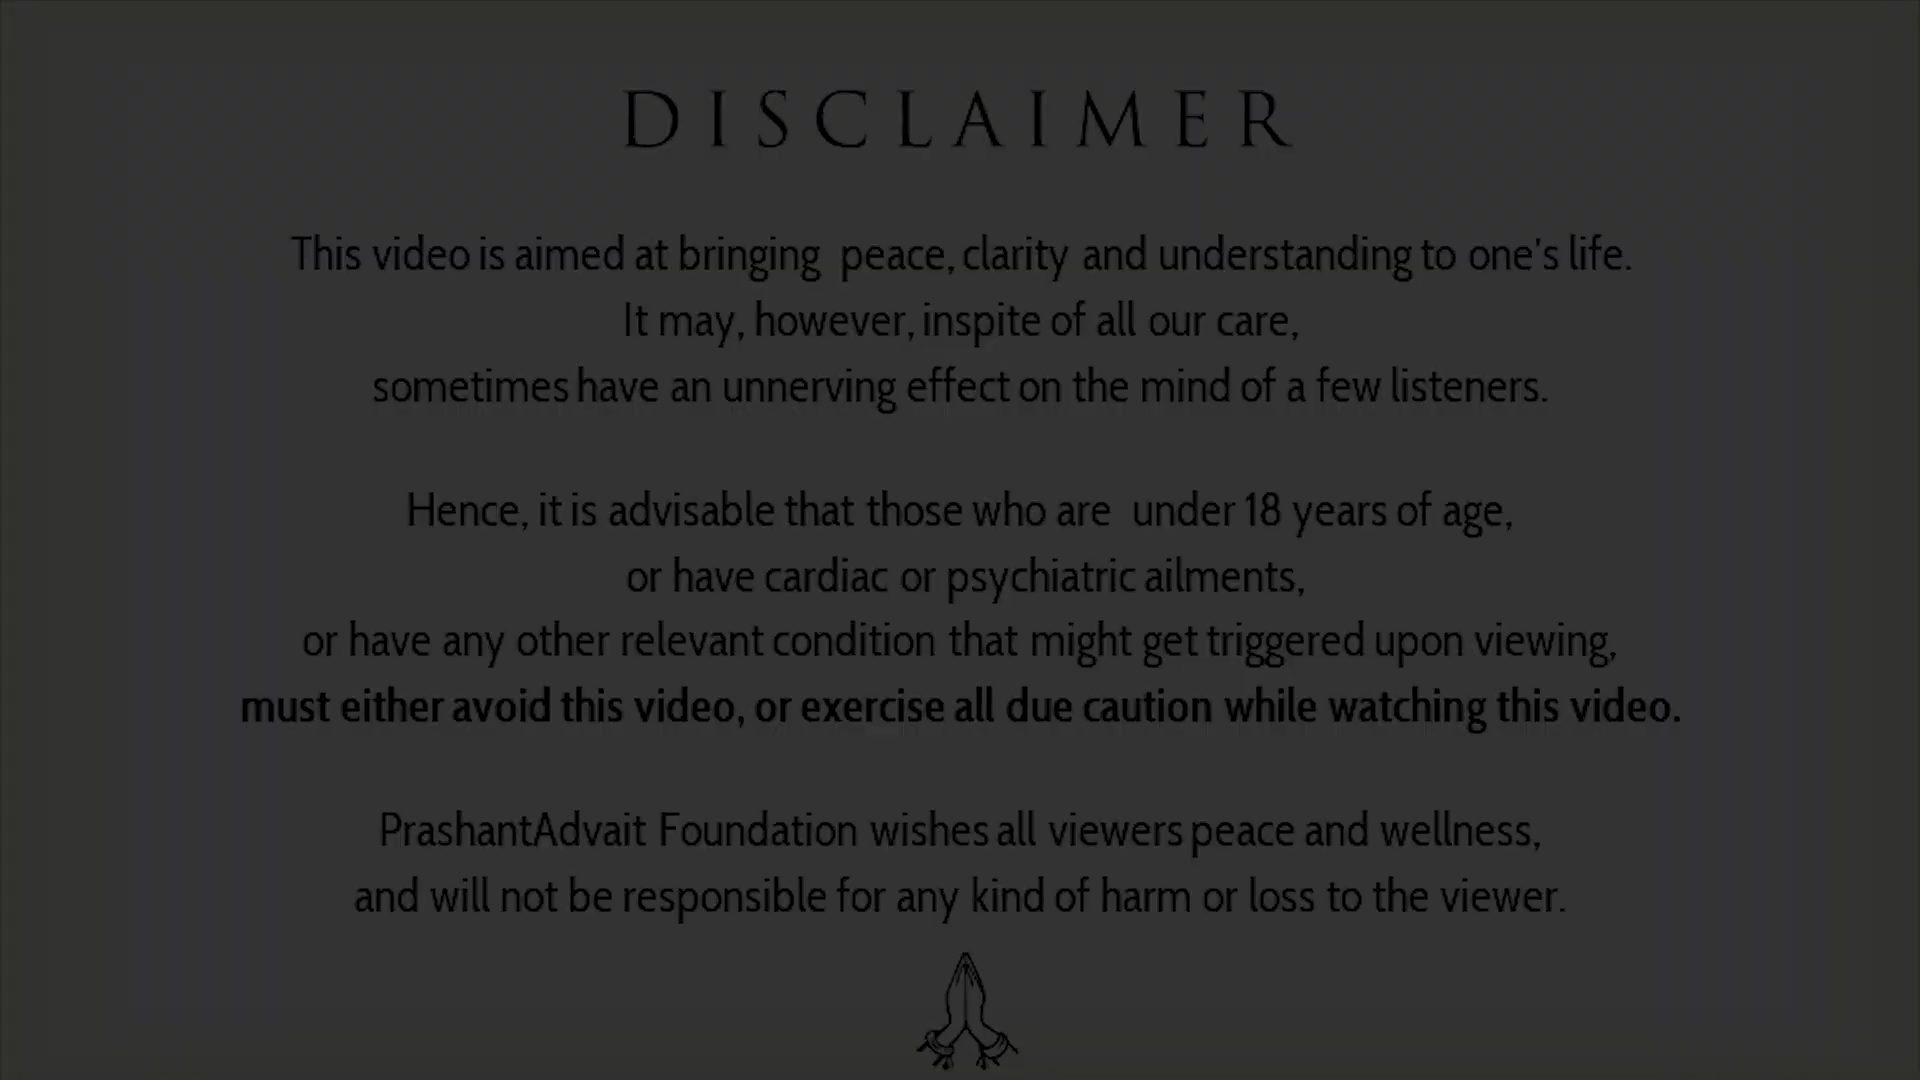 DISCLAIMER
This video is aimed at bringing peace, clarity and understanding to one's life.
It may, however, inspite of all our care,
sometimes have an unnerving effect on the mind of a few listeners.
Hence, it is advisable that those who are under 18 years of age,
or have cardiac or psychiatric ailments,
or have any other relevant condition that might get triggered upon viewing,
must either avoid this video, or exercise all due caution while watching this video.
PrashantAdvait Foundation wishes all viewers peace and wellness,
and will not be responsible for any kind of harm or loss to the viewer.